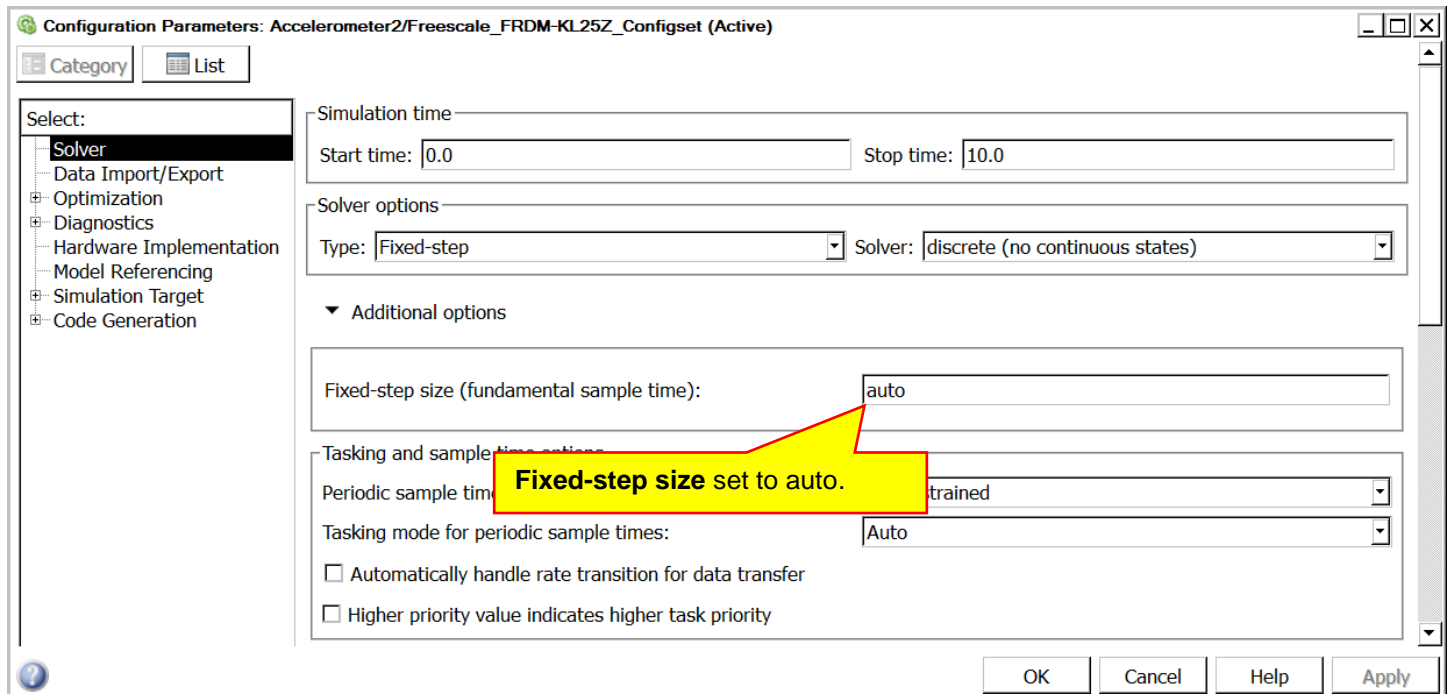 Configuration Parameters: Accelerometer2/Freescale_FRDM-KL25Z_Configset (Active)
Category List
Select:
Solver
Data Import/Export
Optimization
Diagnostics
Hardware Implementation
Model Referencing
Simulation Target
Code Generation
Simulation time
Start time: 0.0 Stop time: 10.0
Solver options
Type: Fixed-step Solver: discrete (no continuous states)
Additional options
Fixed-step size (fundamental sample time): auto
Tasking and sample time options
Periodic sample
Fixed-step size set to auto.
Tasking mode for periodic sample times: Auto
Automatically handle rate transition for data transfer
Higher priority value indicates higher task priority
OK Cancel Help Apply